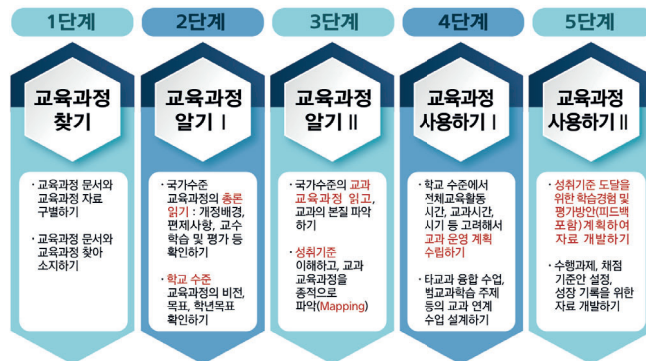 1단계
2단계
3단계
4단계
5단계
교육과정
찾기
교육과정
알기 Ⅰ
교육과정
알기 Ⅱ
교육과정
사용하기 Ⅰ
교육과정
사용하기 Ⅱ
· 교육과정 문서와
교육과정 자료
구별하기
· 교육과정 문서와
교육과정 찾아
소지하기
· 국가수준
교육과정의 총론
읽기 : 개정배경,
편제사항, 교수
학습 및 평가 등
확인하기
· 학교 수준
교육과정의 비전,
목표, 학년목표
확인하기
· 국가수준의 교과
교육과정 읽고,
교과의 본질 파악
하기
· 성취기준
이해하고, 교과
교육과정을
종적으로
파악(Mapping)
· 학교 수준에서
전체교육활동
시간, 교과시간,
시기 등 고려해서
교과 운영 계획
수립하기
· 타교과 융합 수업,
범교과학습 주제
등의 교과 연계
수업 설계하기
· 성취기준 도달을
위한 학습경험 및
평가방안(피드백
포함)계획하여
자료 개발하기
· 수행과제, 채점
기준안 설정,
성장 기록을 위한
자료 개발하기